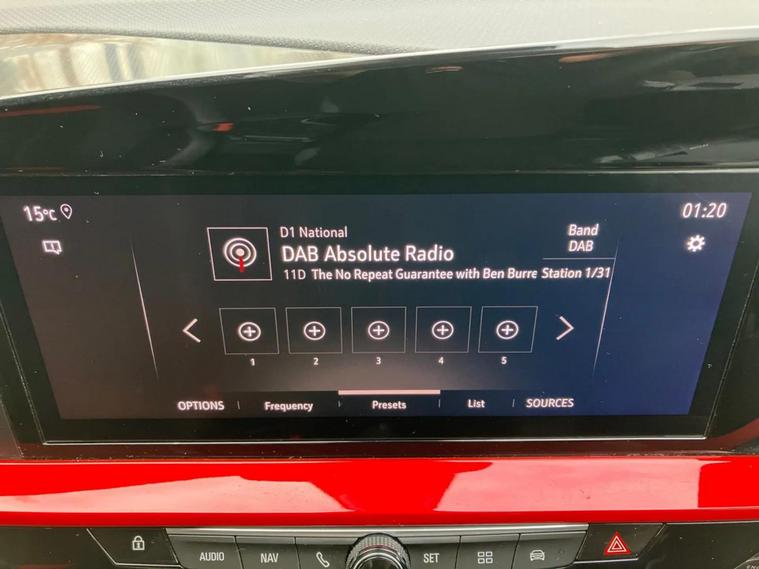 15°C
01:20
D1 National
DAB Absolute Radio
11D The No Repeat Guarantee with Ben Burre Station 1/31
Band
DAB
1 2 3 4 5
OPTIONS Frequency Presets List SOURCES
AUDIO NAV SET